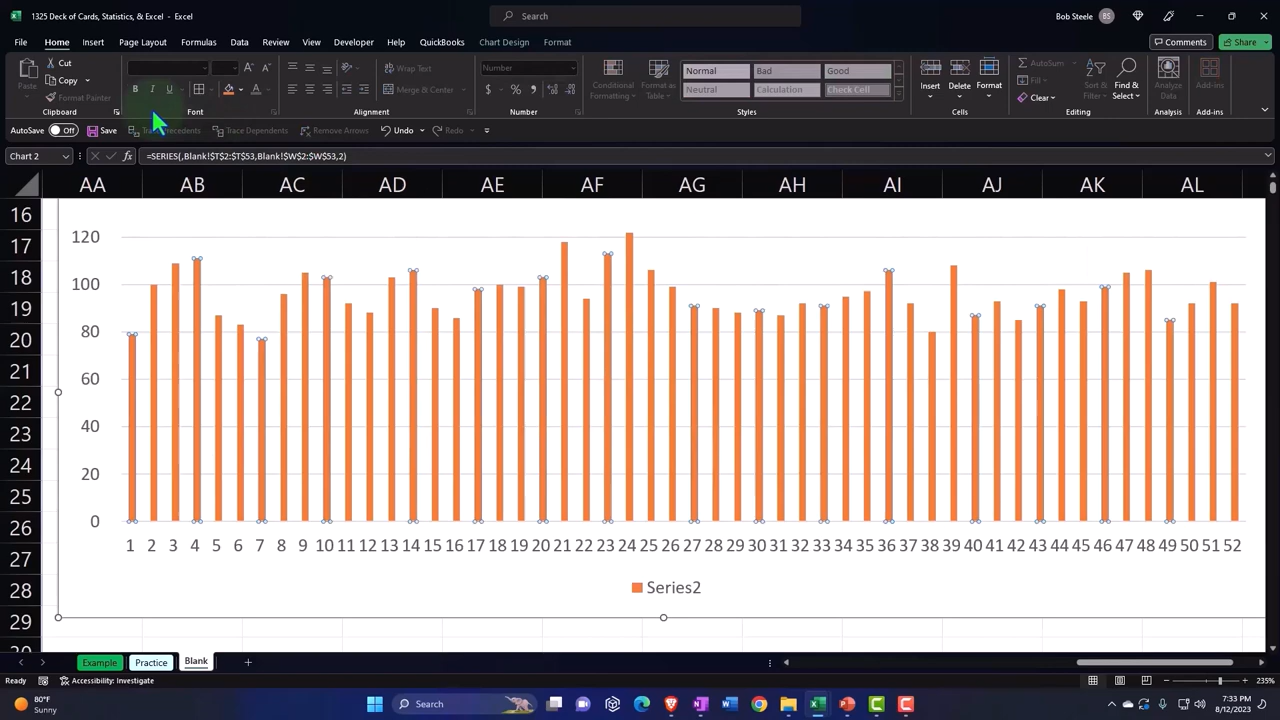 1325 Deck of Cards, Statistics, & Excel - Excel
Search
Bob Steele BS
File Home Insert Page Layout Formulas Data Review View Developer Help QuickBooks Chart Design Format
Comments Share
Paste Cut
Copy
Format Painter
Wrap Text
Merge & Center
Number
Conditional Formatting
Format as Table
Normal Bad Good
Neutral Calculation Check Cell
Insert Delete Format
AutoSum
Fill
Clear
Sort & Filter
Find & Select
Analyze Data
Add-ins
Clipboard Font Alignment Number Styles Cells Editing Analysis Add-ins
AutoSave Off Save Trace Precedents Trace Dependents Remove Arrows Undo Redo
Chart 2 fx =SERIES(,Blank!$T$2:$T$53,Blank!$W$2:$W$53,2)
AA AB AC AD AE AF AG AH AI AJ AK AL
16
17
18
19
20
21
22
23
24
25
26
27
28
29
120
100
80
60
40
20
0
1 2 3 4 5 6 7 8 9 10 11 12 13 14 15 16 17 18 19 20 21 22 23 24 25 26 27 28 29 30 31 32 33 34 35 36 37 38 39 40 41 42 43 44 45 46 47 48 49 50 51 52
Series2
Example Practice Blank
Ready Accessibility: Investigate 235%
80°F
Sunny
Search
7:33 PM
8/12/2023